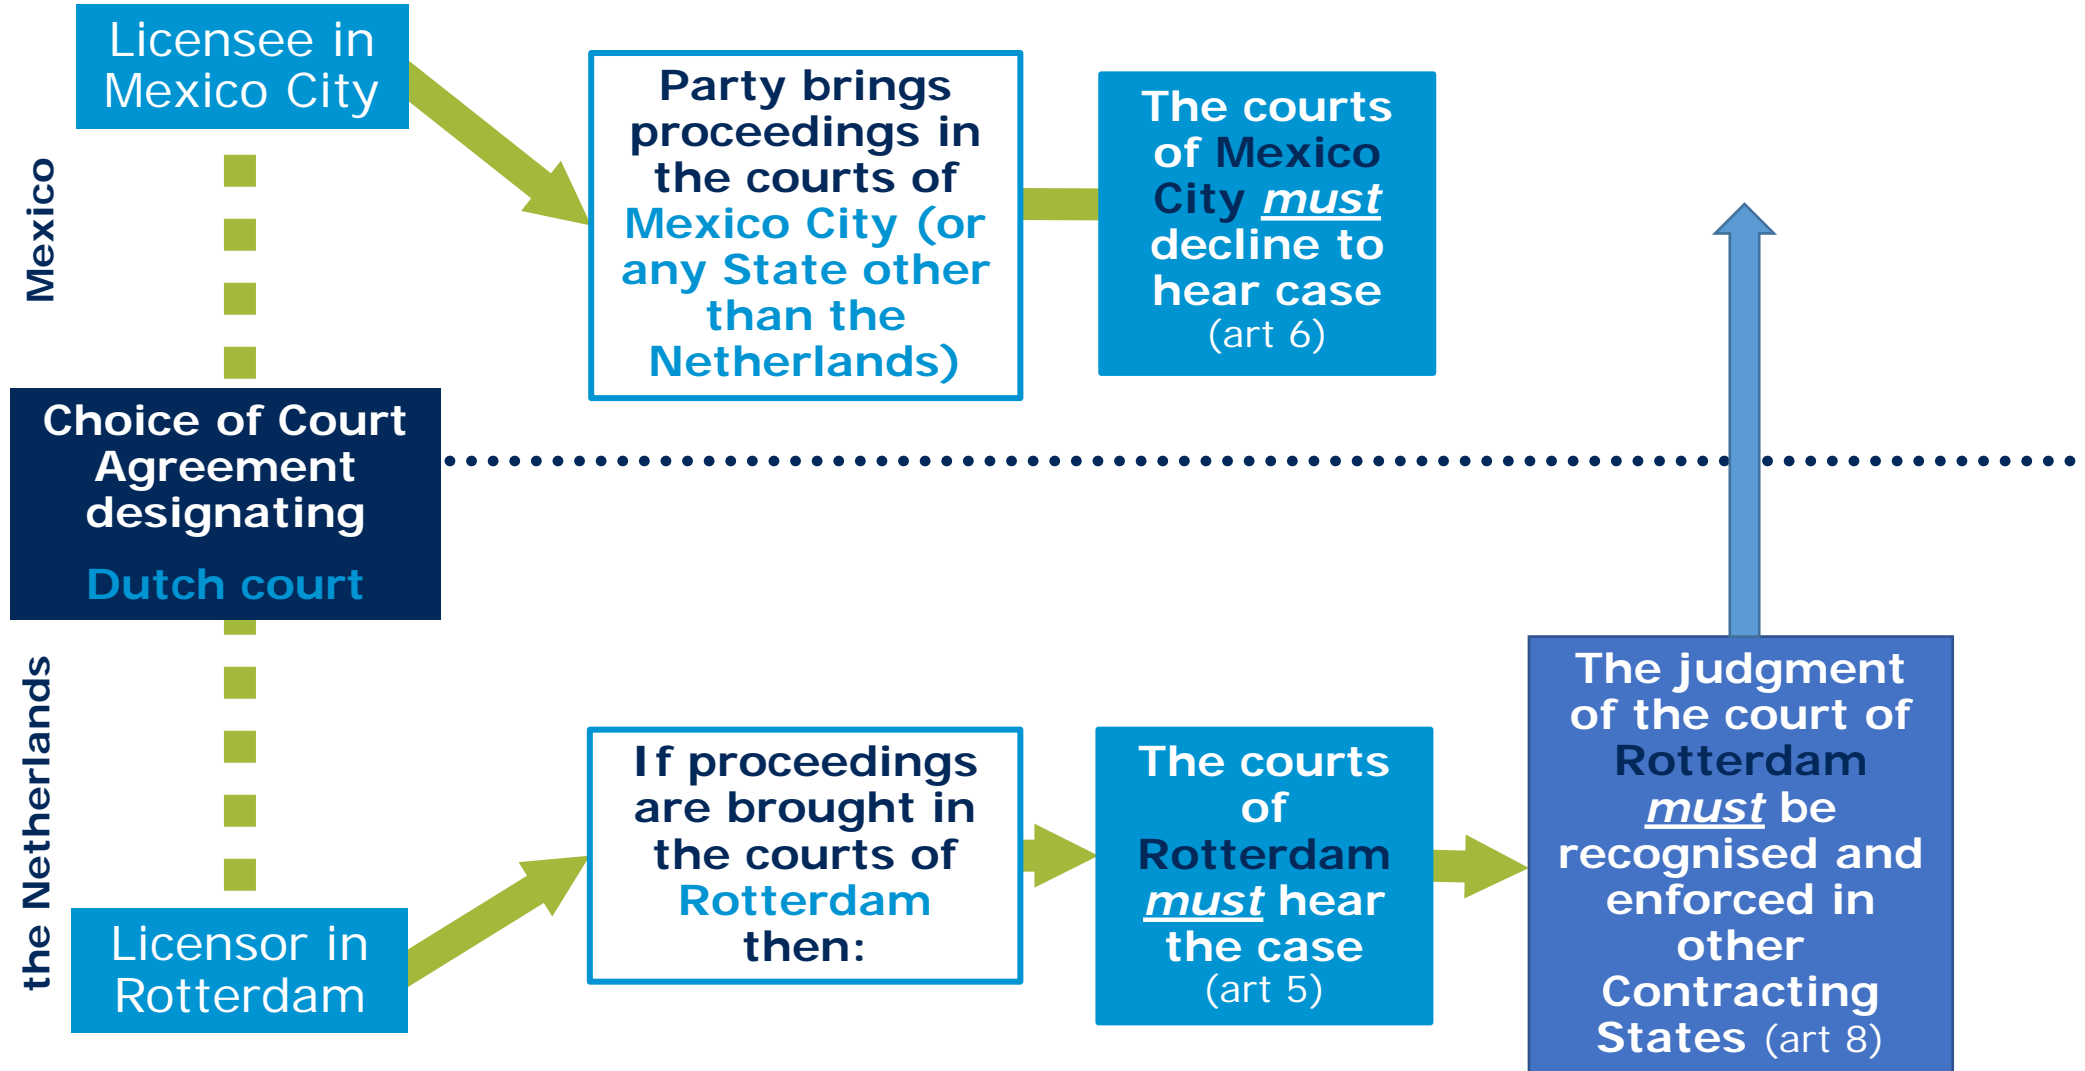 Licensee in
Mexico City
Mexico
Party brings
proceedings in
the courts of
Mexico City (or
any State other
than the
Netherlands)
The courts
of Mexico
City must
decline to
hear case
(art 6)
Choice of Court
Agreement
designating
Dutch court
the Netherlands
Licensor in
Rotterdam
If proceedings
are brought in
the courts of
Rotterdam
then:
The courts
of
Rotterdam
must hear
the case
(art 5)
The judgment
of the court of
Rotterdam
must be
recognised and
enforced in
other
Contracting
States (art 8)